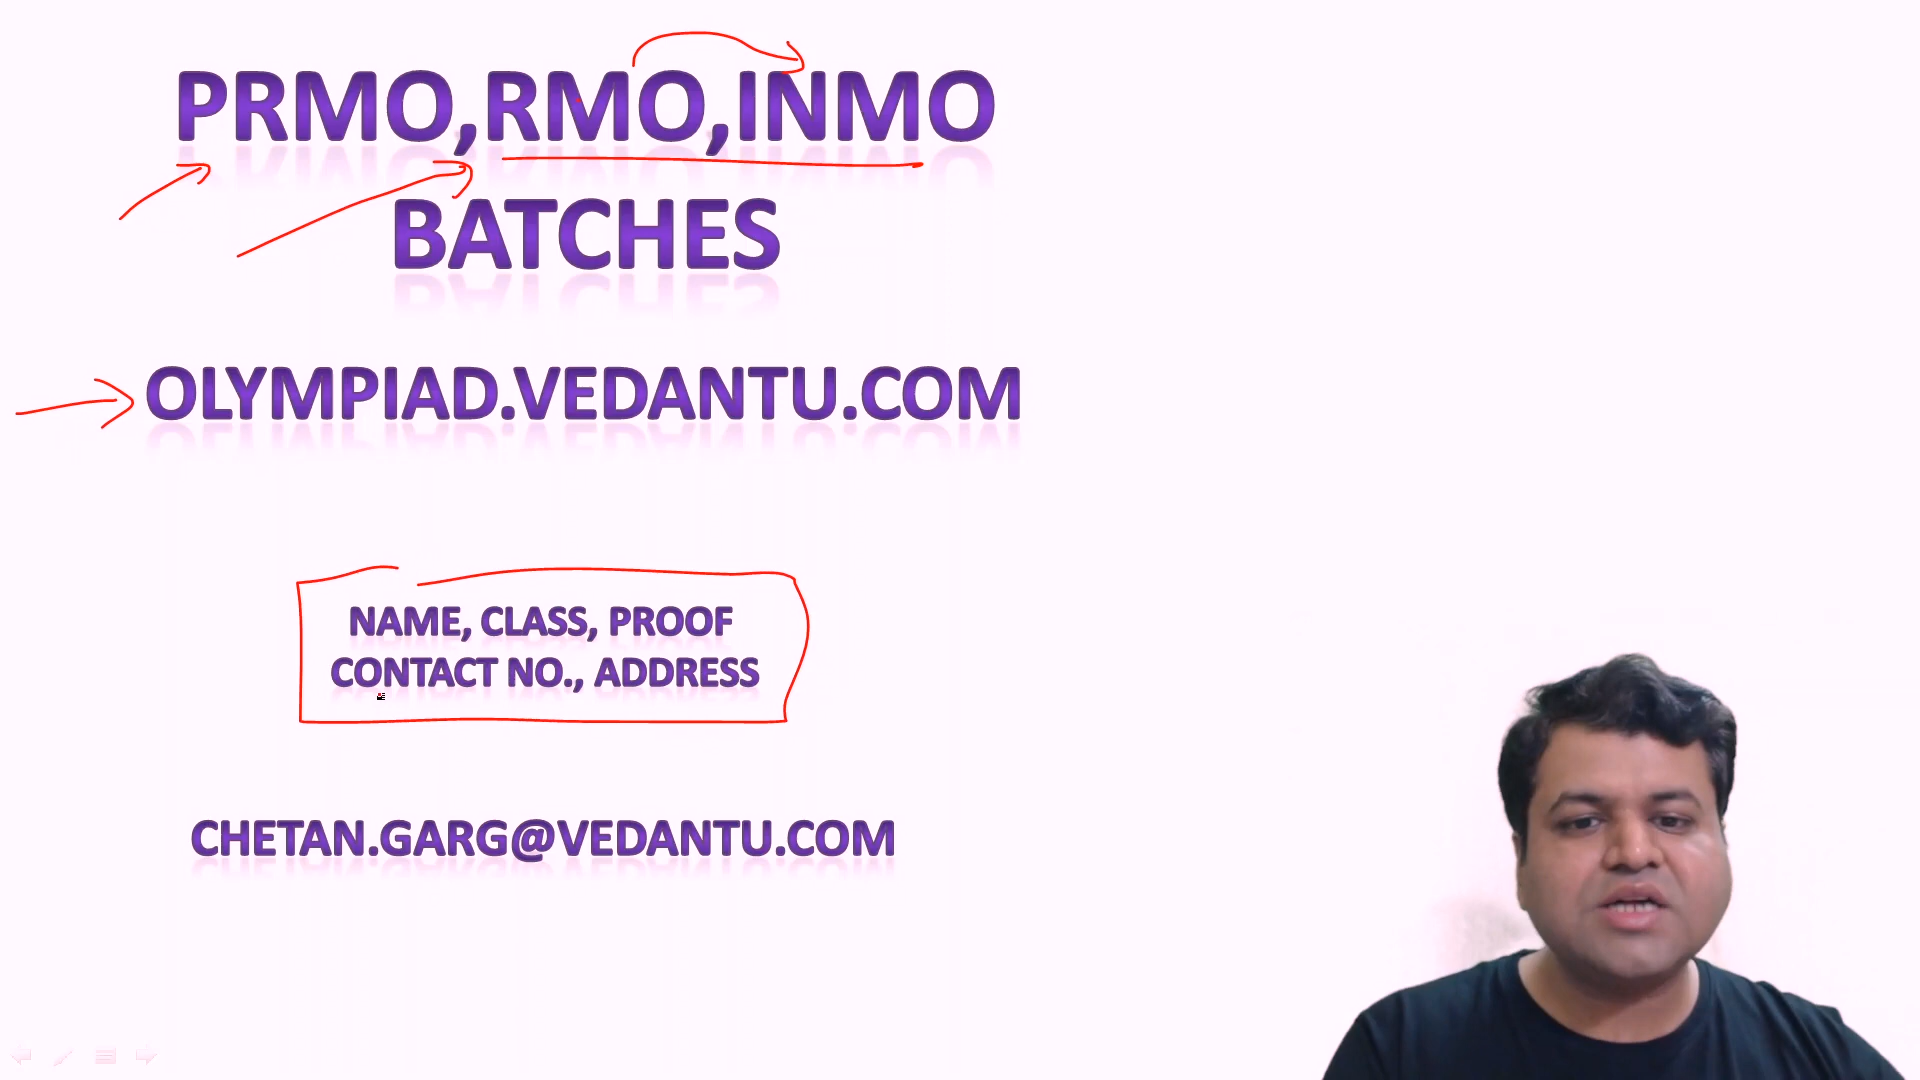 PRMO,RMO,INMO
BATCHES
OLYMPIAD.VEDANTU.COM
NAME, CLASS, PROOF
CONTACT NO., ADDRESS
CHETAN.GARG@VEDANTU.COM